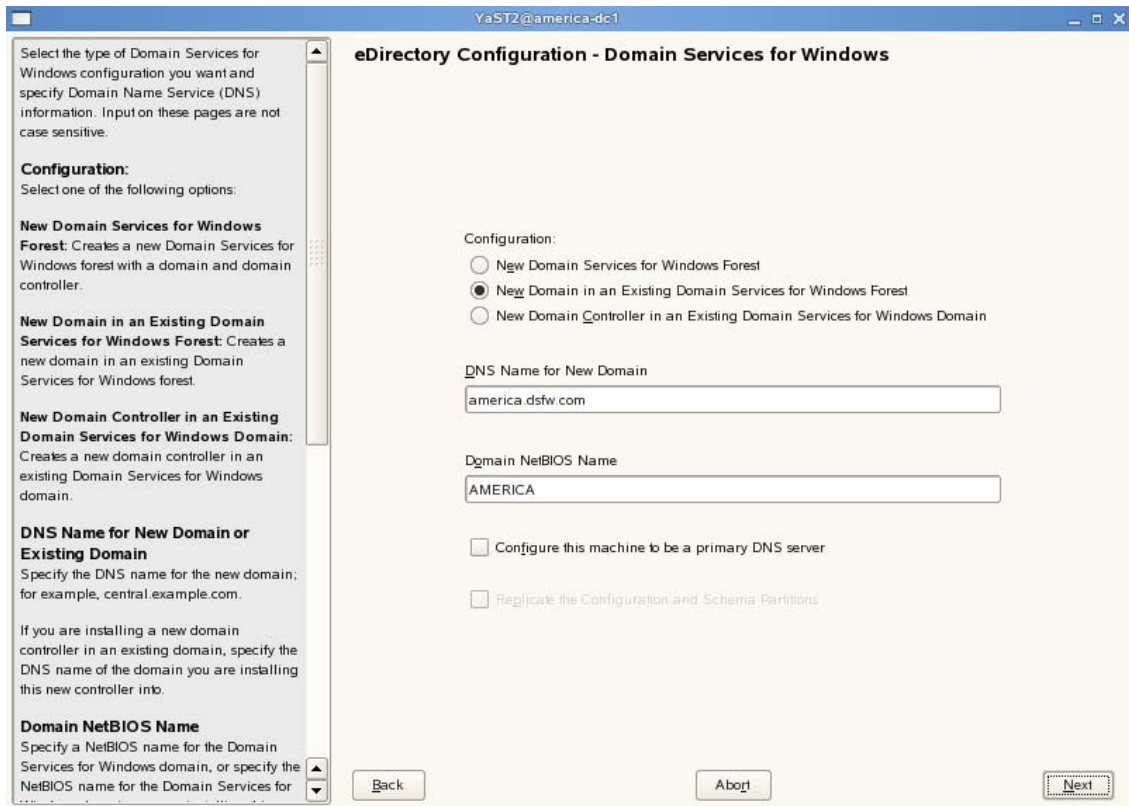 YaST2@america-dc1
Select the type of Domain Services for
Windows configuration you want and
specify Domain Name Service (DNS)
information. Input on these pages are not
case sensitive.
Configuration:
Select one of the following options:
New Domain Services for Windows
Forest: Creates a new Domain Services for
Windows forest with a domain and domain
controller.
New Domain in an Existing Domain
Services for Windows Forest: Creates a
new domain in an existing Domain
Services for Windows forest.
New Domain Controller in an Existing
Domain Services for Windows Domain:
Creates a new domain controller in an
existing Domain Services for Windows
domain.
DNS Name for New Domain or
Existing Domain
Specify the DNS name for the new domain;
for example, central.example.com.
If you are installing a new domain
controller in an existing domain, specify the
DNS name of the domain you are installing
this new controller into.
Domain NetBIOS Name
Specify a NetBIOS name for the Domain
Services for Windows domain, or specify the
NetBIOS name for the Domain Services for
eDirectory Configuration - Domain Services for Windows
Configuration:
New Domain Services for Windows Forest
New Domain in an Existing Domain Services for Windows Forest
New Domain Controller in an Existing Domain Services for Windows Domain
DNS Name for New Domain
america.dsfw.com
Domain NetBIOS Name
AMERICA
Configure this machine to be a primary DNS server
Replicate the Configuration and Schema Partitions
Back
Abort
Next